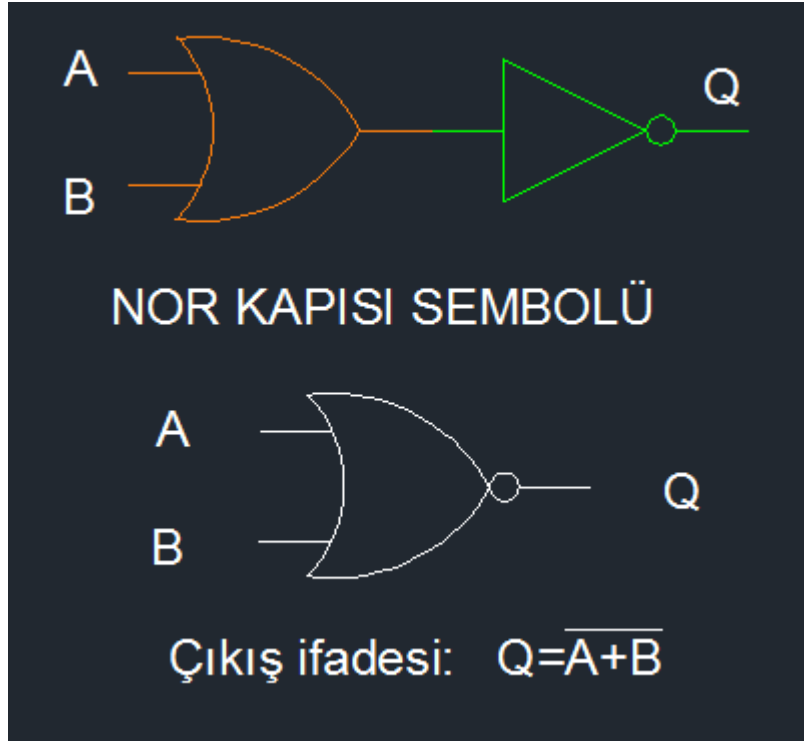 A
Q
B
NOR KAPISI SEMBOLÜ
A
Q
B
Çıkış ifadesi: Q=A̅+̅B̅